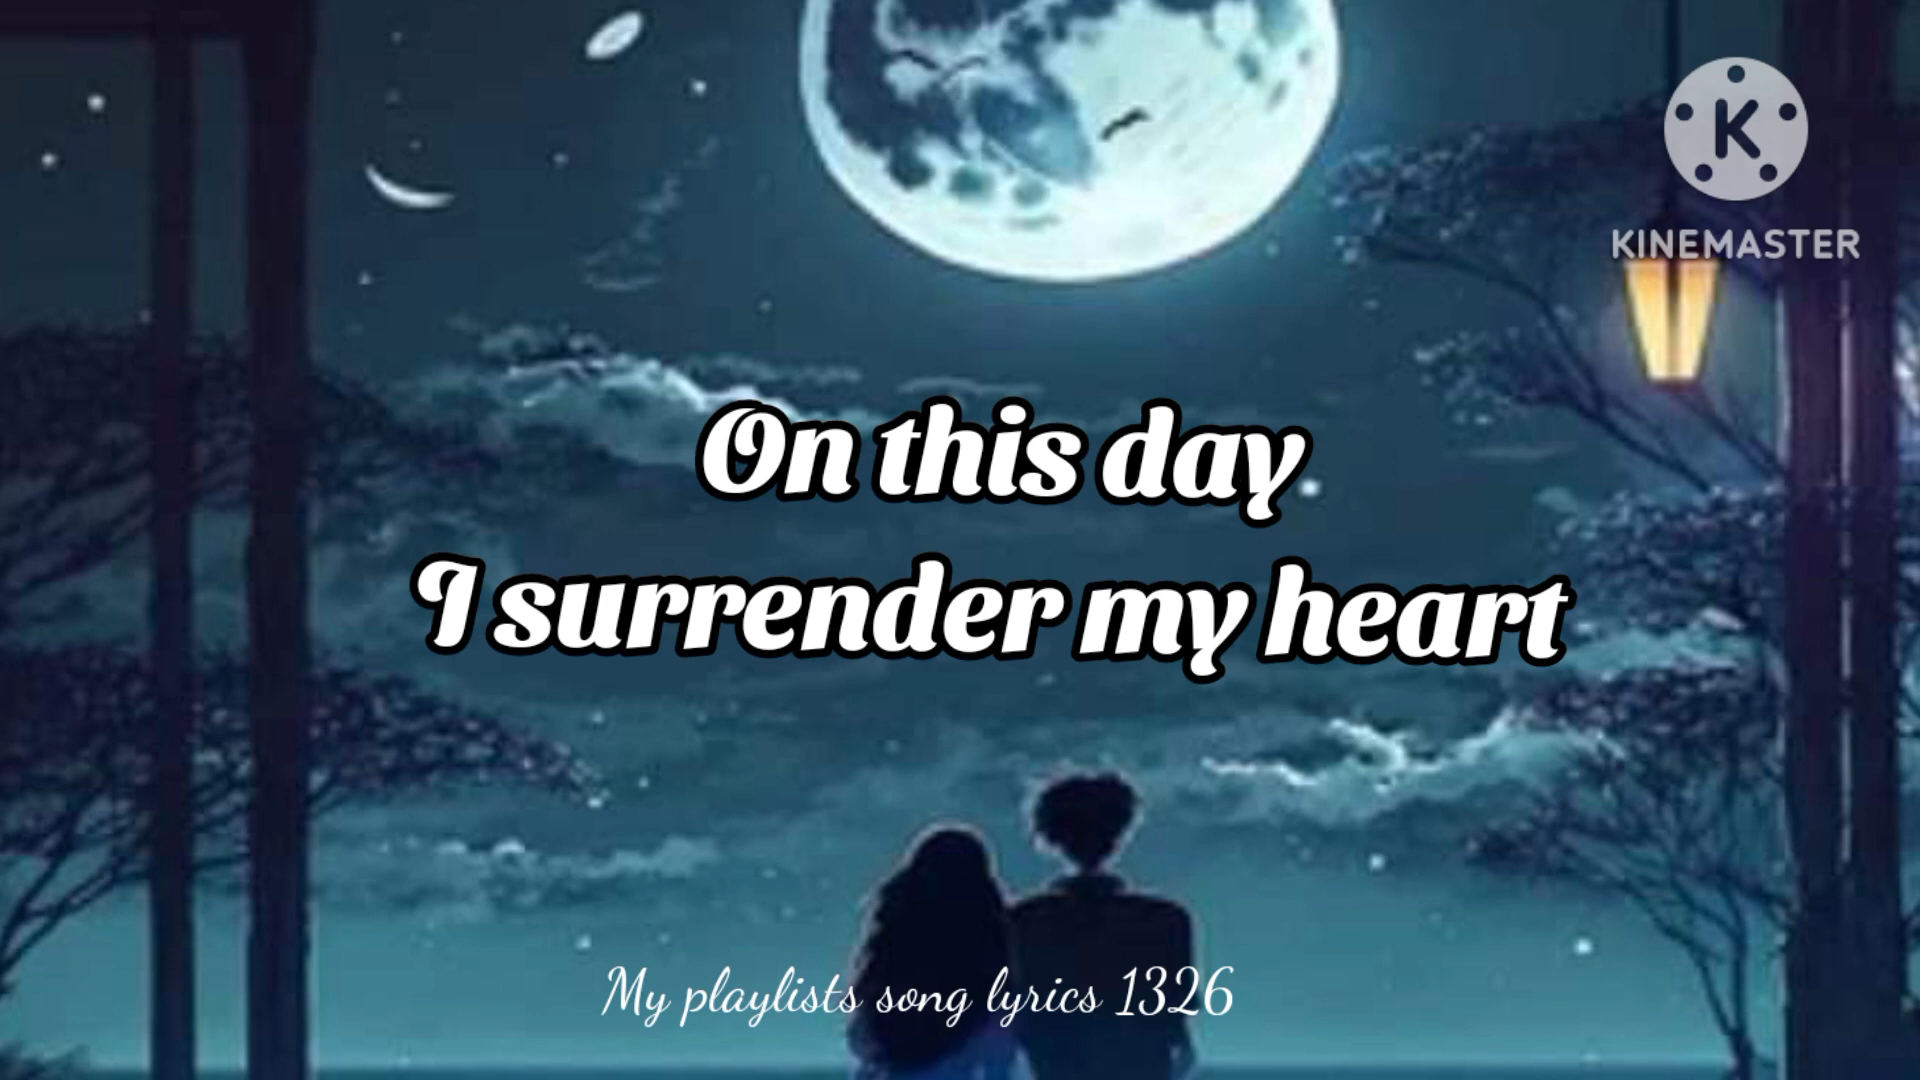 K
KINEMASTER
On this day
I surrender my heart
My playlists song lyrics 1326